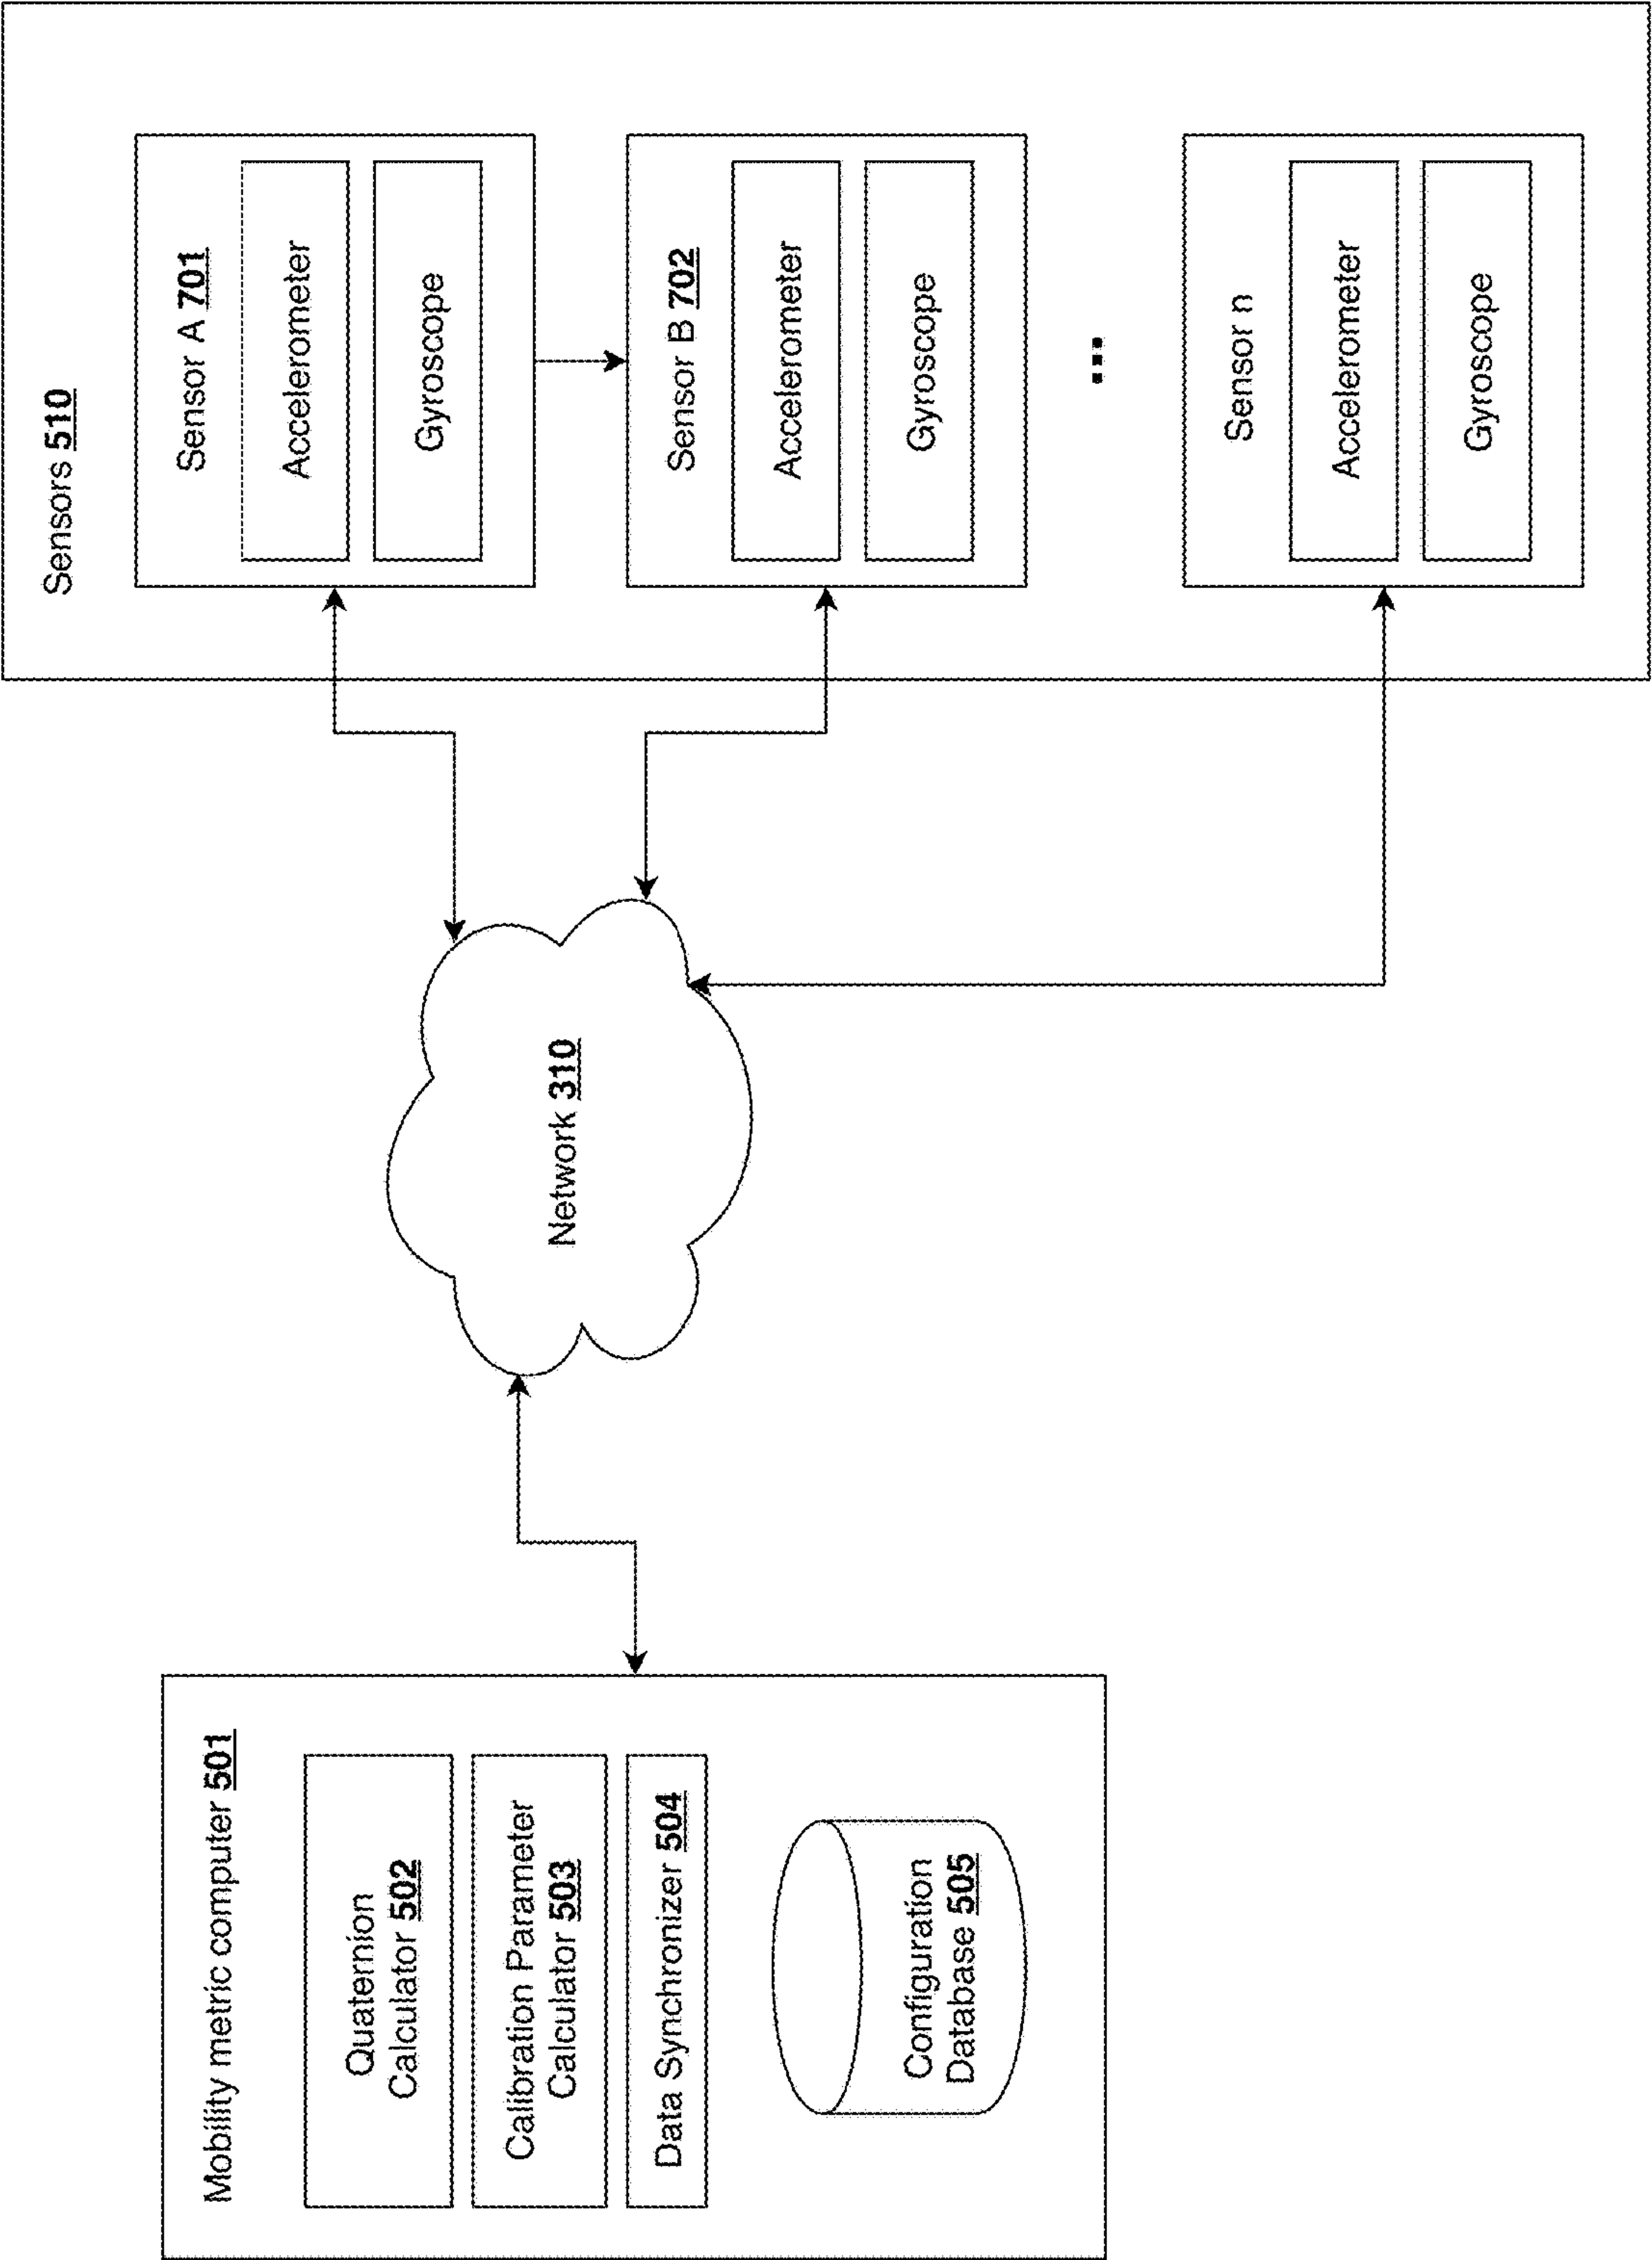 Mobility metric computer 501
Quaternion
Calculator 502
Calibration Parameter
Calculator 503
Data Synchronizer 504
Configuration
Database 505
Network 310
Sensors 510
Sensor A 701
Accelerometer
Gyroscope
Sensor B 702
Accelerometer
Gyroscope
...
Sensor n
Accelerometer
Gyroscope